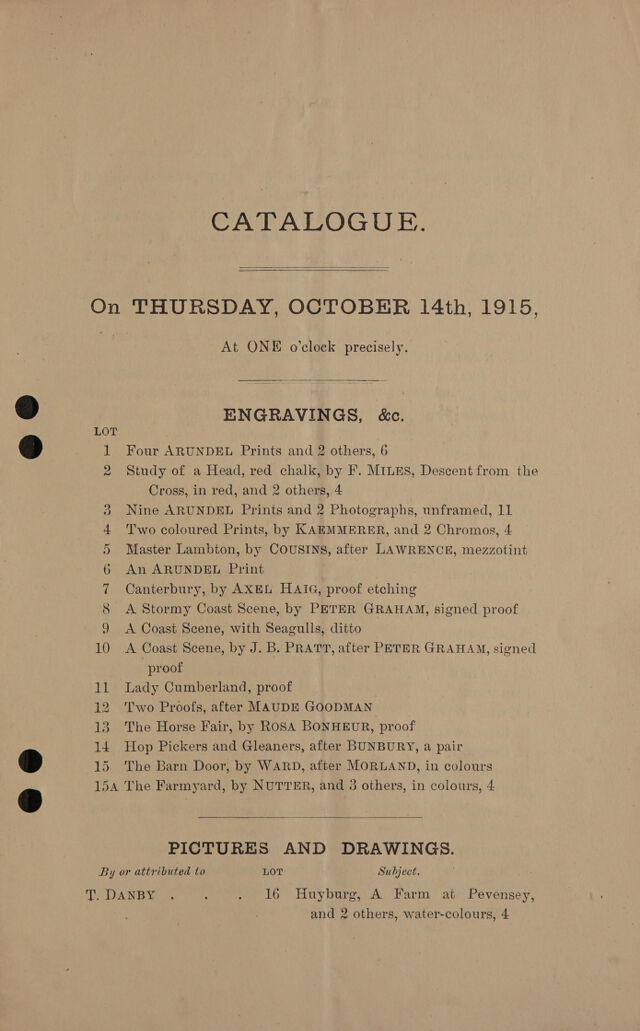 CATALOGUE.
On THURSDAY, OCTOBER 14th, 1915,
At ONE o'clock precisely.
ENGRAVINGS, &c.
LOT
1 Four ARUNDEL Prints and 2 others, 6
2 Study of a Head, red chalk, by F. MILES, Descent from the
Cross, in red, and 2 others, 4
3 Nine ARUNDEL Prints and 2 Photographs, unframed, 11
4 Two coloured Prints, by KAEMMERER, and 2 Chromos, 4
5 Master Lambton, by COUSINS, after LAWRENCE, mezzotint
6 An ARUNDEL Print
7 Canterbury, by AXEL HAIG, proof etching
8 A Stormy Coast Scene, by PETER GRAHAM, signed proof
9 A Coast Scene, with Seagulls, ditto
10 A Coast Scene, by J. B. PRATT, after PETER GRAHAM, signed
proof
11 Lady Cumberland, proof
12 Two Proofs, after MAUDE GOODMAN
13 The Horse Fair, by ROSA BONHEUR, proof
14 Hop Pickers and Gleaners, after BUNBURY, a pair
15 The Barn Door, by WARD, after MORLAND, in colours
15A The Farmyard, by NUTTER, and 3 others, in colours, 4
PICTURES AND DRAWINGS.
By or attributed to LOT Subject.
T. DANBY . . . 16 Huyburg, A Farm at Pevensey,
and 2 others, water-colours, 4